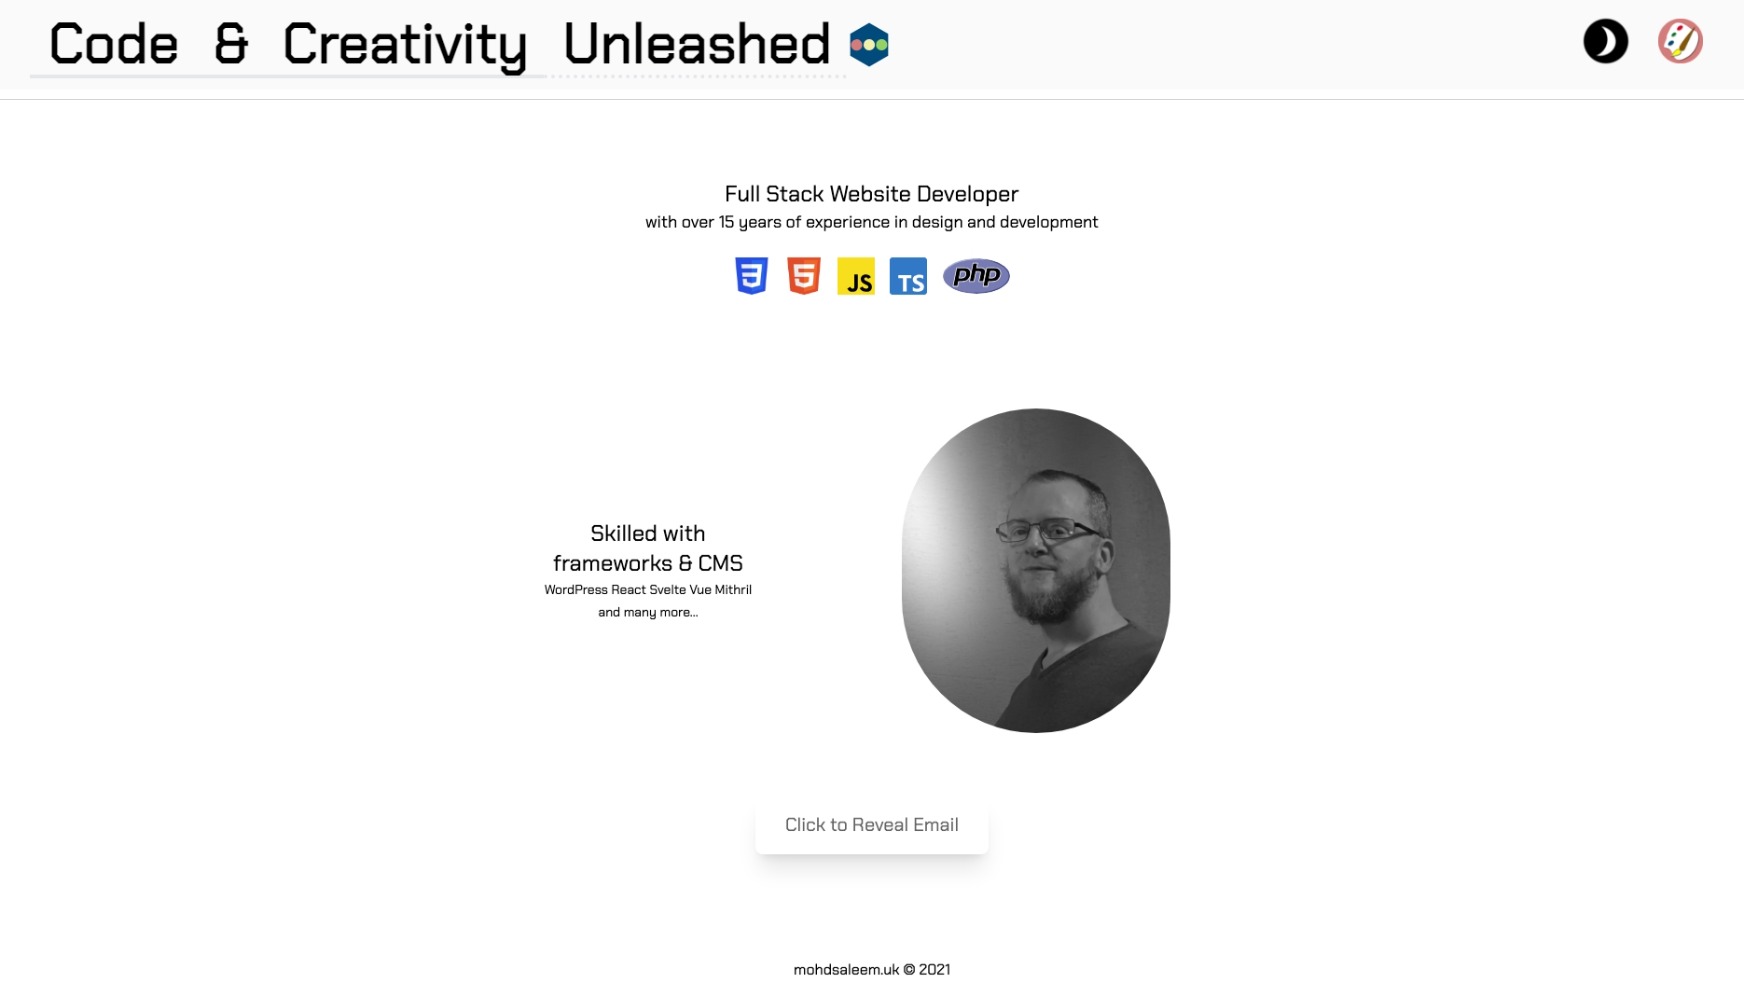 Code & Creativity Unleashed
Full Stack Website Developer
with over 15 years of experience in design and development
JS TS php
Skilled with
frameworks & CMS
WordPress React Svelte Vue Mithril
and many more...
Click to Reveal Email
mohdsaleem.uk © 2021